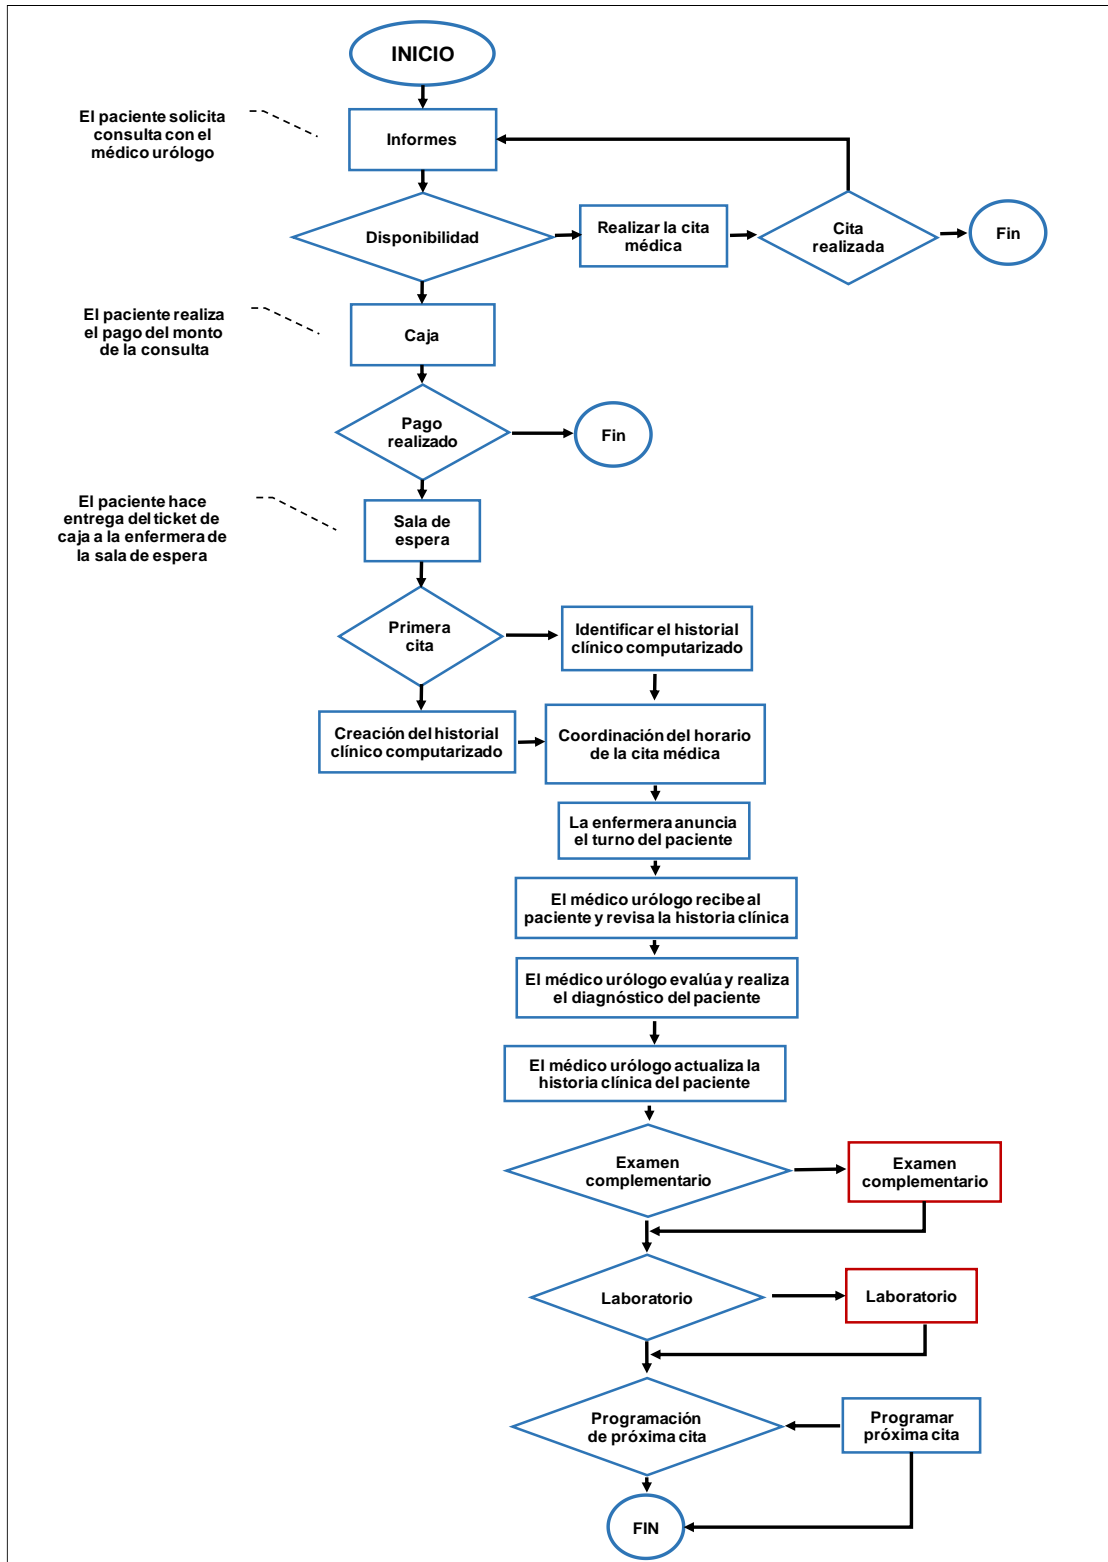 INICIO
El paciente solicita
consulta con el
médico urólogo
Informes
Disponibilidad
Realizar la cita
médica
Cita
realizada
Fin
El paciente realiza
el pago del monto
de la consulta
Caja
Pago
realizado
Fin
El paciente hace
entrega del ticket de
caja a la enfermera de
la sala de espera
Sala de
espera
Primera
cita
Identificar el historial
clínico computarizado
Creación del historial
clínico computarizado
Coordinación del horario
de la cita médica
La enfermera anuncia
el turno del paciente
El médico urólogo recibe al
paciente y revisa la historia clínica
El médico urólogo evalúa y realiza
el diagnóstico del paciente
El médico urólogo actualiza la
historia clínica del paciente
Examen
complementario
Examen
complementario
Laboratorio
Laboratorio
Programación
de próxima cita
Programar
próxima cita
FIN